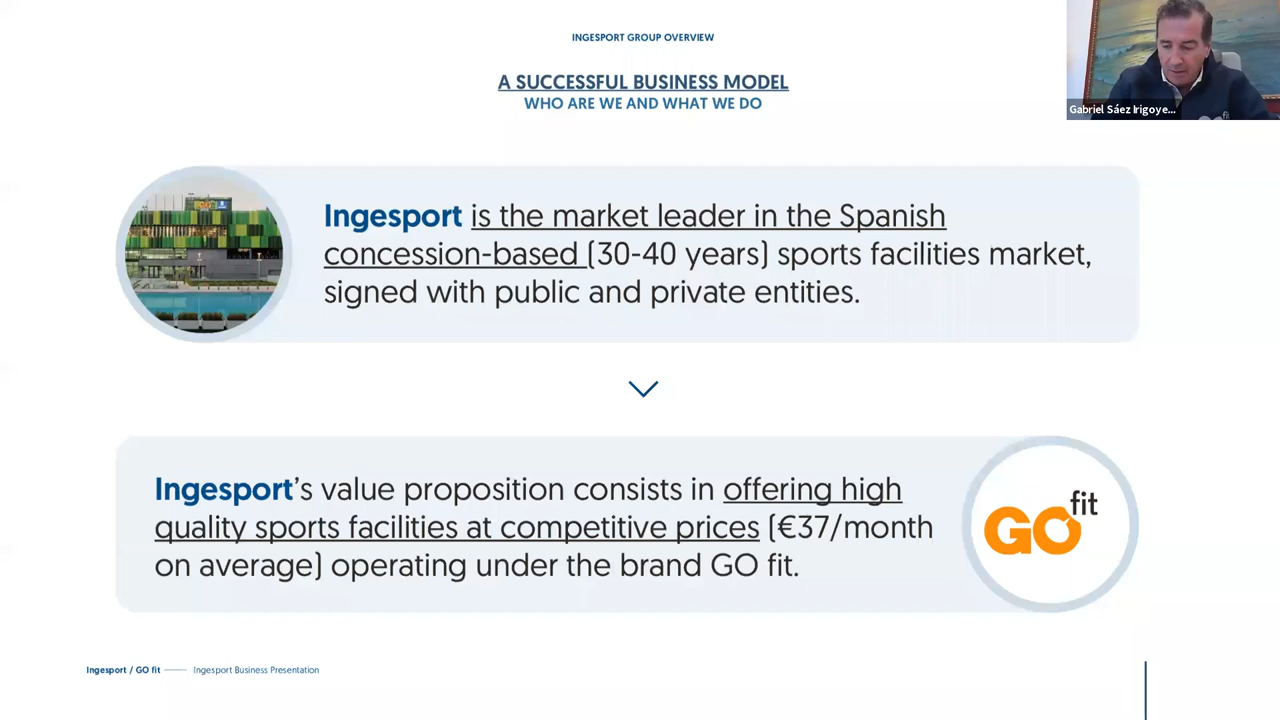 INGESPORT GROUP OVERVIEW
A SUCCESSFUL BUSINESS MODEL
WHO ARE WE AND WHAT WE DO
Gabriel Sáez Irigoye...
Ingesport is the market leader in the Spanish
concession-based (30-40 years) sports facilities market,
signed with public and private entities.
Ingesport's value proposition consists in offering high
quality sports facilities at competitive prices (€37/month
on average) operating under the brand GO fit.
GO fit
Ingesport / GO fit —— Ingesport Business Presentation